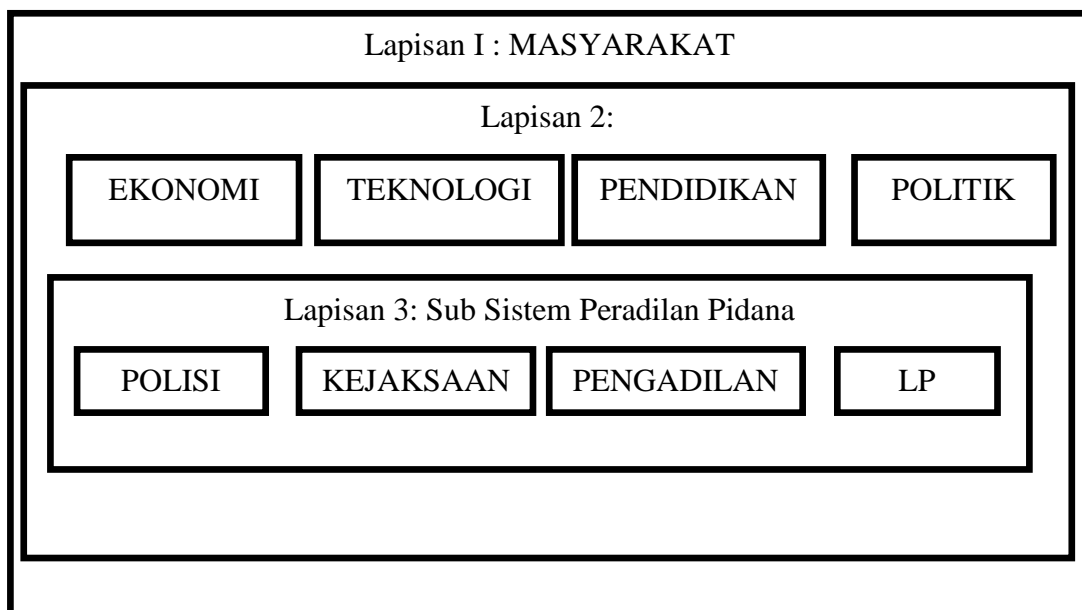 Lapisan I : MASYARAKAT
Lapisan 2:
EKONOMI TEKNOLOGI PENDIDIKAN POLITIK
Lapisan 3: Sub Sistem Peradilan Pidana
POLISI KEJAKSAAN PENGADILAN LP